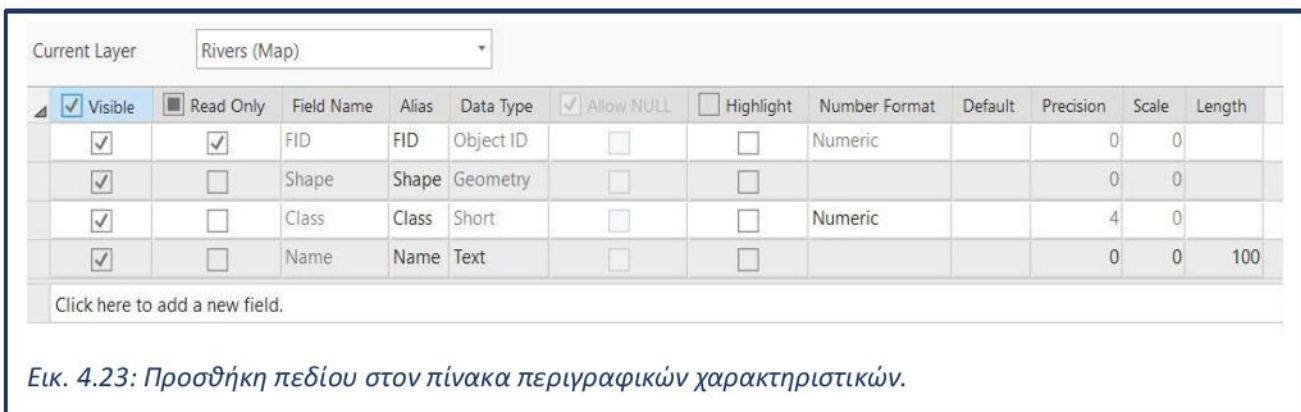 Current Layer Rivers (Map)
Visible Read Only Field Name Alias Data Type Allow NULL Highlight Number Format Default Precision Scale Length
FID FID Object ID Numeric 0 0
Shape Shape Geometry 0 0
Class Class Short Numeric 4 0
Name Name Text 0 0 100
Click here to add a new field.
Εικ. 4.23: Προσθήκη πεδίου στον πίνακα περιγραφικών χαρακτηριστικών.